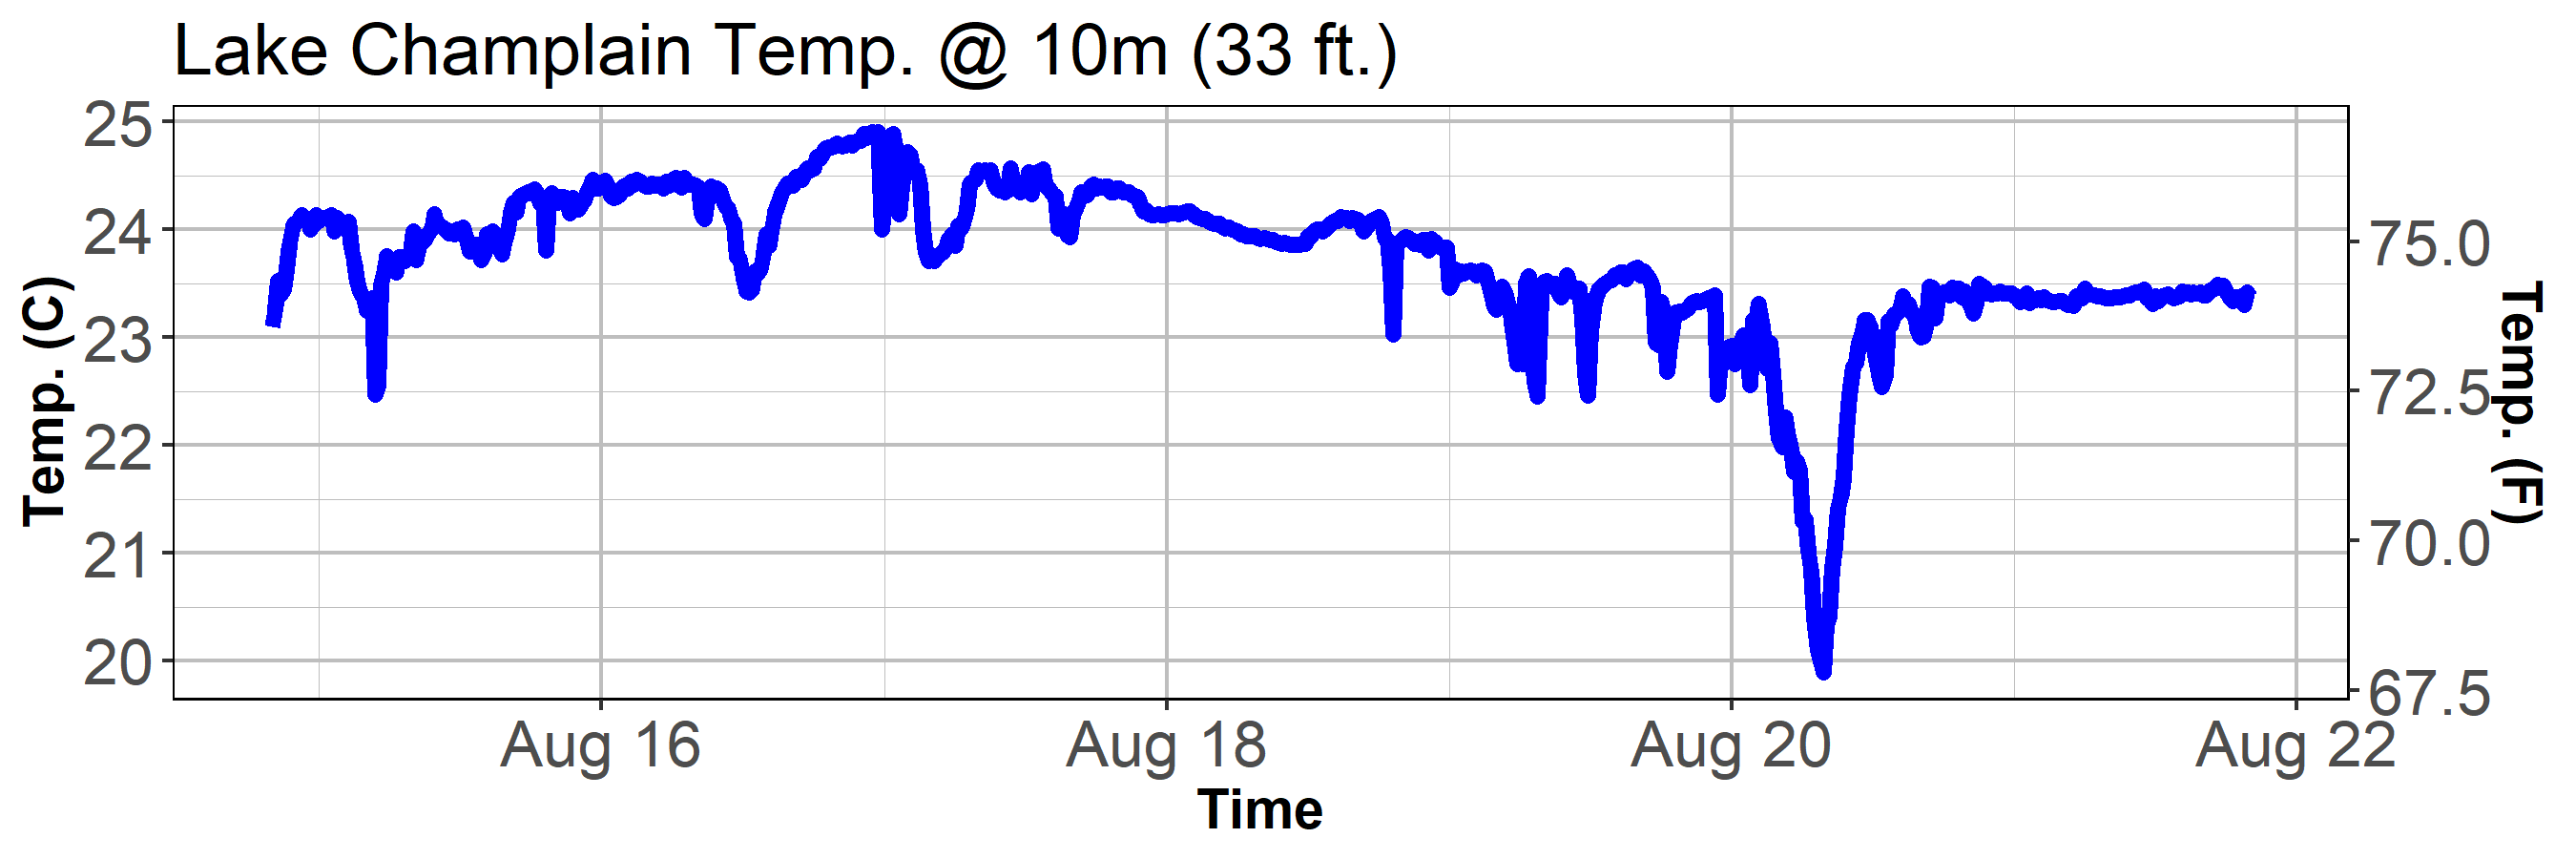 Lake Champlain Temp. @ 10m (33 ft.)
Temp. (C)
25
24
23
22
21
20
75.0
72.5
70.0
67.5
Temp. (F)
Aug 16
Aug 18
Aug 20
Aug 22
Time